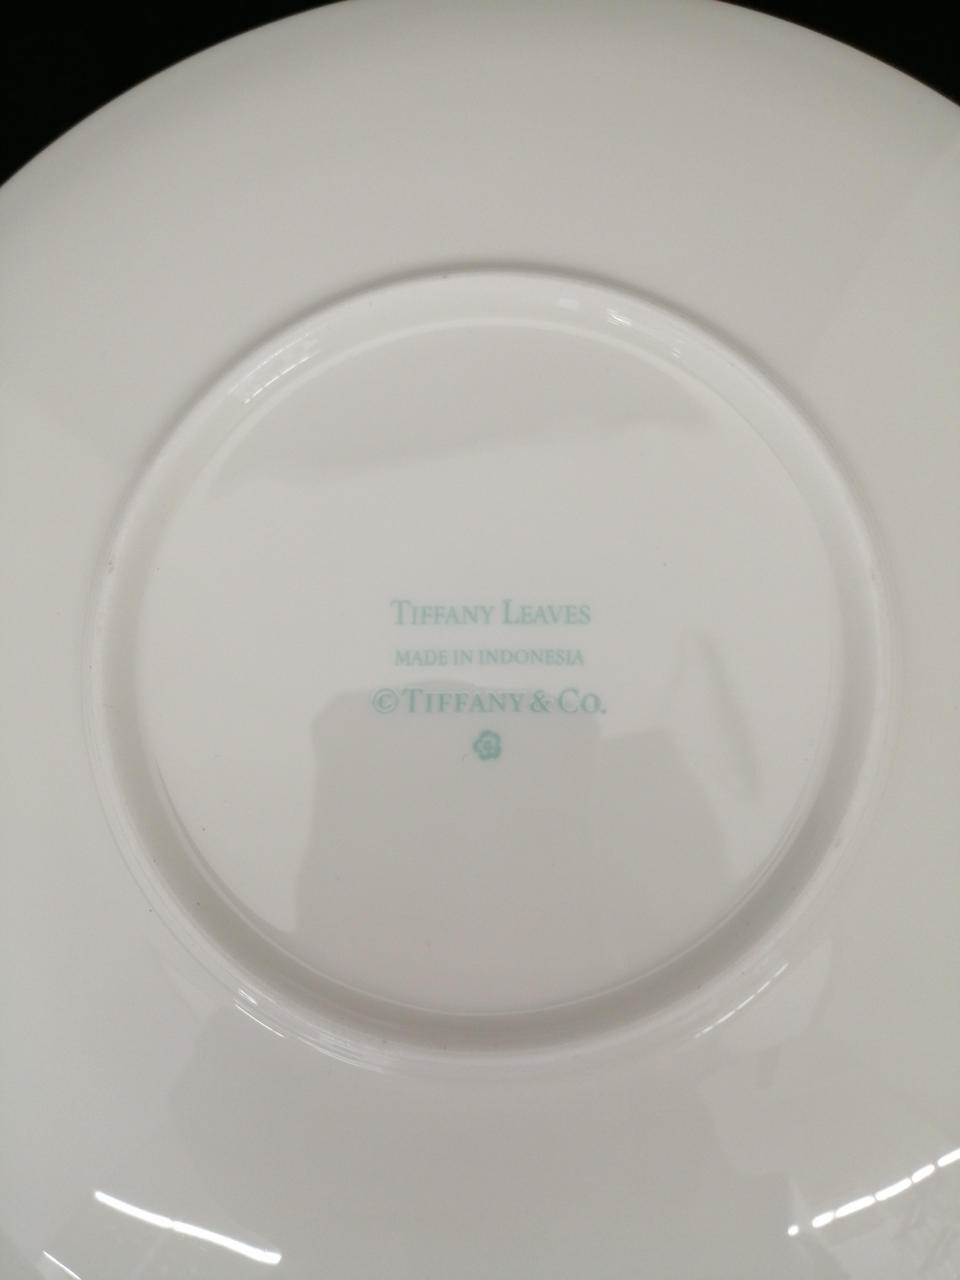 TIFFANY LEAVES
MADE IN INDONESIA
©TIFFANY & CO.